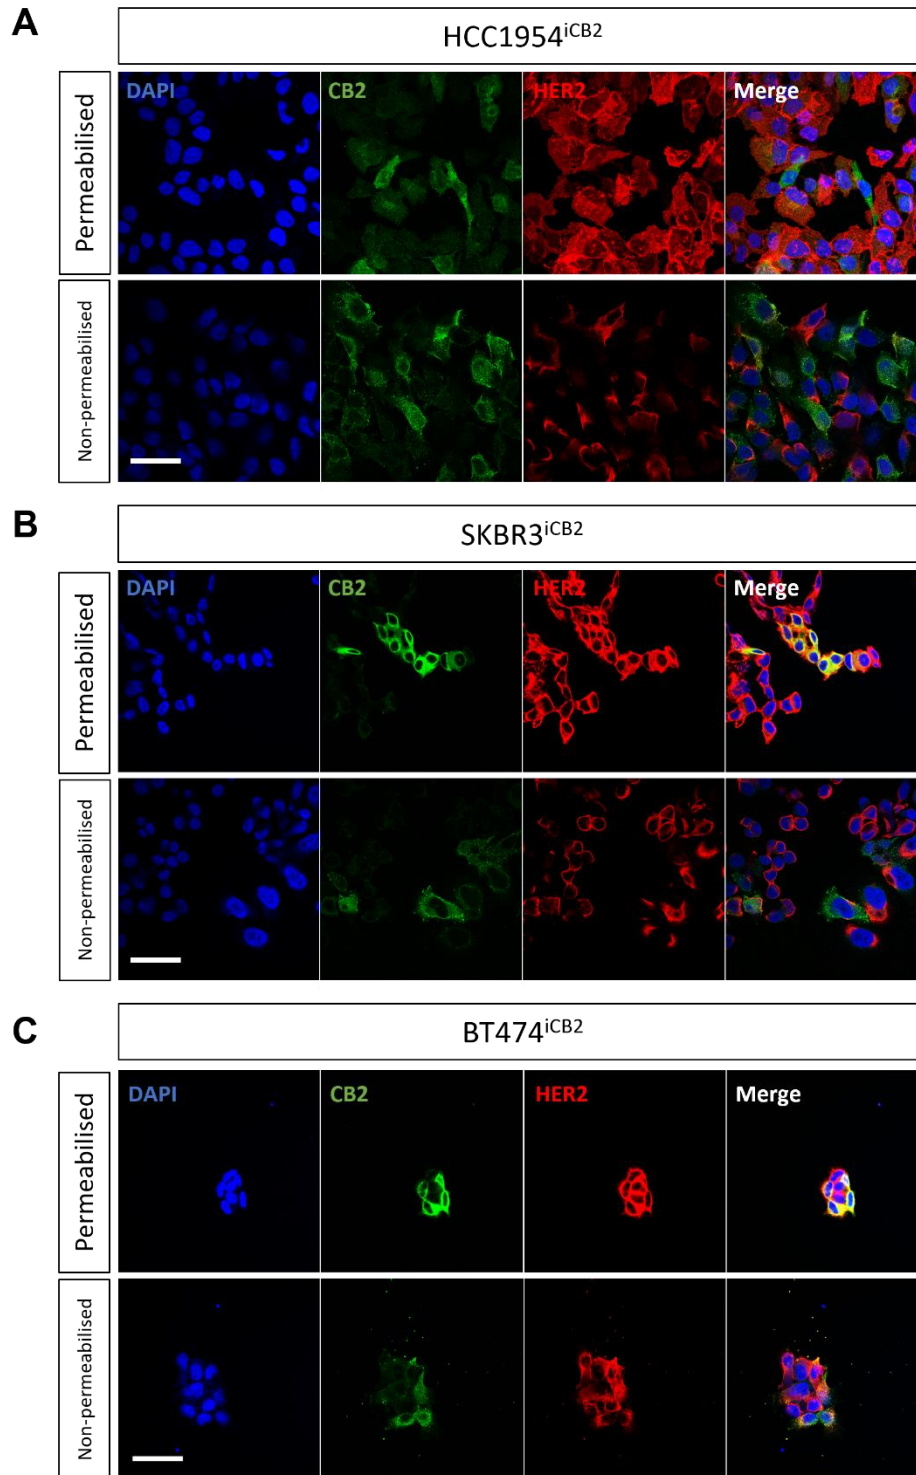 A
HCC1954iCB2
Permeabilised
DAPI
CB2
HER2
Merge
Non-permeabilised
B
SKBR3iCB2
Permeabilised
DAPI
CB2
HER2
Merge
Non-permeabilised
C
BT474iCB2
Permeabilised
DAPI
CB2
HER2
Merge
Non-permeabilised